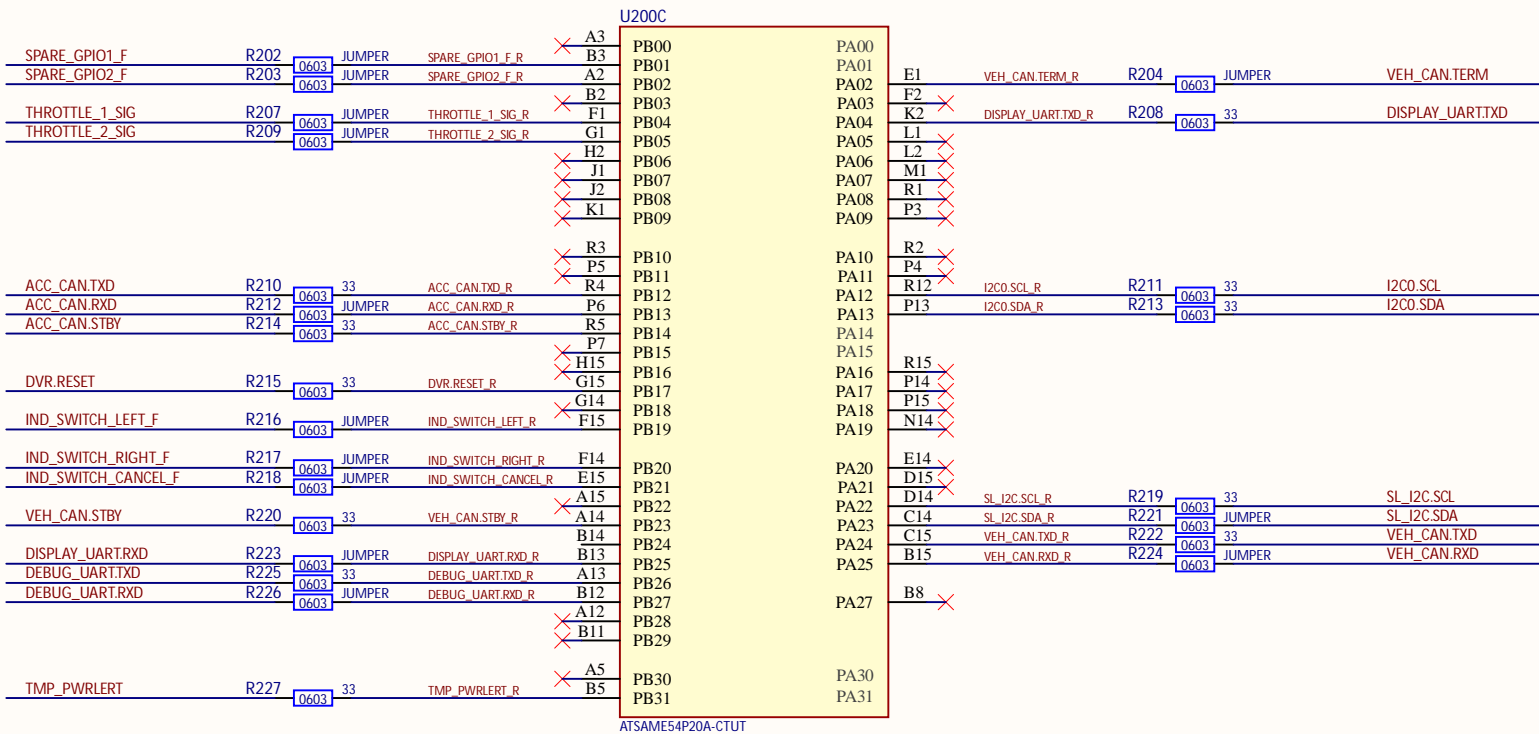 U200C
A3 PB00 PA00
SPARE_GPIO1_F R202 0603 JUMPER SPARE_GPIO1_F_R B3 PB01 PA01
SPARE_GPIO2_F R203 0603 JUMPER SPARE_GPIO2_F_R A2 PB02 PA02 E1 VEH_CAN.TERM_R R204 0603 JUMPER VEH_CAN.TERM
B2 PB03 PA03 F2
THROTTLE_1_SIG R207 0603 JUMPER THROTTLE_1_SIG_R F1 PB04 PA04 K2 DISPLAY_UART.TXD_R R208 0603 33 DISPLAY_UART.TXD
THROTTLE_2_SIG R209 0603 JUMPER THROTTLE_2_SIG_R G1 PB05 PA05 L1
H2 PB06 PA06 L2
J1 PB07 PA07 M1
J2 PB08 PA08 R1
K1 PB09 PA09 P3
R3 PB10 PA10 R2
P5 PB11 PA11 P4
ACC_CAN.TXD R210 0603 33 ACC_CAN.TXD_R R4 PB12 PA12 R12 I2C0.SCL_R R211 0603 33 I2C0.SCL
ACC_CAN.RXD R212 0603 JUMPER ACC_CAN.RXD_R P6 PB13 PA13 P13 I2C0.SDA_R R213 0603 33 I2C0.SDA
ACC_CAN.STBY R214 0603 33 ACC_CAN.STBY_R R5 PB14 PA14
P7 PB15 PA15
H15 PB16 PA16 R15
DVR.RESET R215 0603 33 DVR.RESET_R G15 PB17 PA17 P14
G14 PB18 PA18 P15
IND_SWITCH_LEFT_F R216 0603 JUMPER IND_SWITCH_LEFT_R F15 PB19 PA19 N14
IND_SWITCH_RIGHT_F R217 0603 JUMPER IND_SWITCH_RIGHT_R F14 PB20 PA20 E14
IND_SWITCH_CANCEL_F R218 0603 JUMPER IND_SWITCH_CANCEL_R E15 PB21 PA21 D15
A15 PB22 PA22 D14 SL_I2C.SCL_R R219 0603 33 SL_I2C.SCL
VEH_CAN.STBY R220 0603 33 VEH_CAN.STBY_R A14 PB23 PA23 C14 SL_I2C.SDA_R R221 0603 JUMPER SL_I2C.SDA
B14 PB24 PA24 C15 VEH_CAN.TXD_R R222 0603 33 VEH_CAN.TXD
DISPLAY_UART.RXD R223 0603 JUMPER DISPLAY_UART.RXD_R B13 PB25 PA25 B15 VEH_CAN.RXD_R R224 0603 JUMPER VEH_CAN.RXD
DEBUG_UART.TXD R225 0603 33 DEBUG_UART.TXD_R A13 PB26
DEBUG_UART.RXD R226 0603 JUMPER DEBUG_UART.RXD_R B12 PB27 PA27 B8
A12 PB28
B11 PB29
A5 PB30 PA30
TMP_PWRLERT R227 0603 33 TMP_PWRLERT_R B5 PB31 PA31
ATSAME54P20A-CTUT